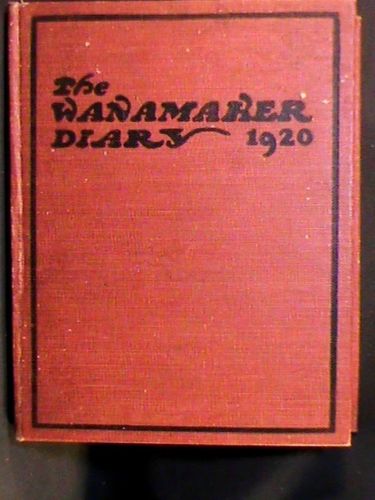 The
WANAMAKER
DIARY 1920